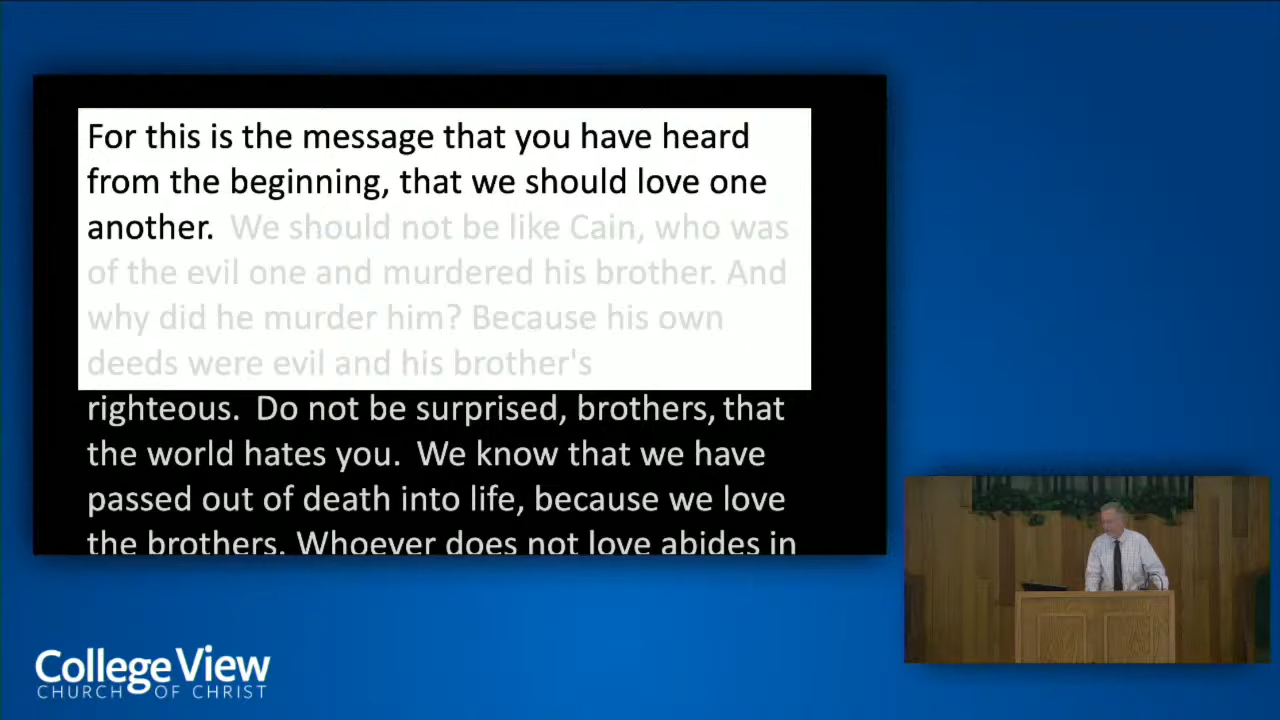 For this is the message that you have heard
from the beginning, that we should love one
another. We should not be like Cain, who was
of the evil one and murdered his brother. And
why did he murder him? Because his own
deeds were evil and his brother's
righteous. Do not be surprised, brothers, that
the world hates you. We know that we have
passed out of death into life, because we love
the brothers. Whoever does not love abides in
College View
CHURCH OF CHRIST